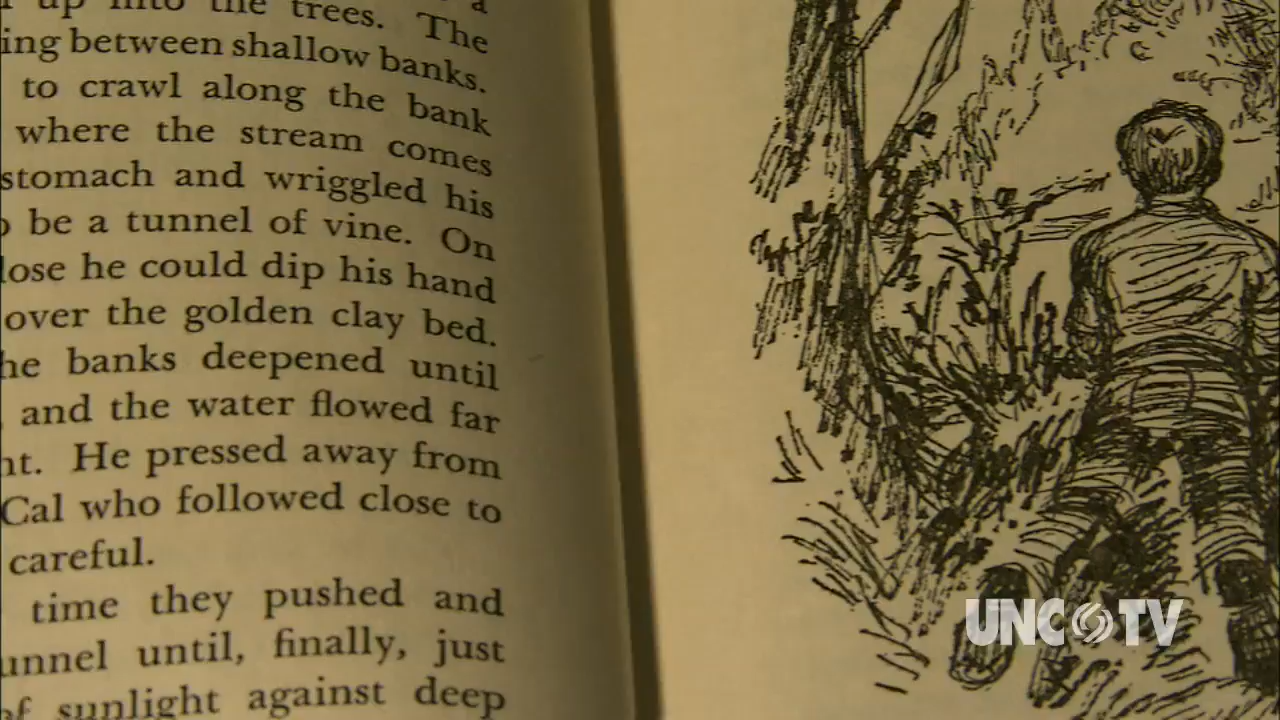 up into the trees. The
ing between shallow banks.
to crawl along the bank
where the stream comes
stomach and wriggled his
be a tunnel of vine. On
lose he could dip his hand
over the golden clay bed.
he banks deepened until
and the water flowed far
nt. He pressed away from
Cal who followed close to
careful.
time they pushed and
unnel until, finally, just
of sunlight against deep
UNC TV